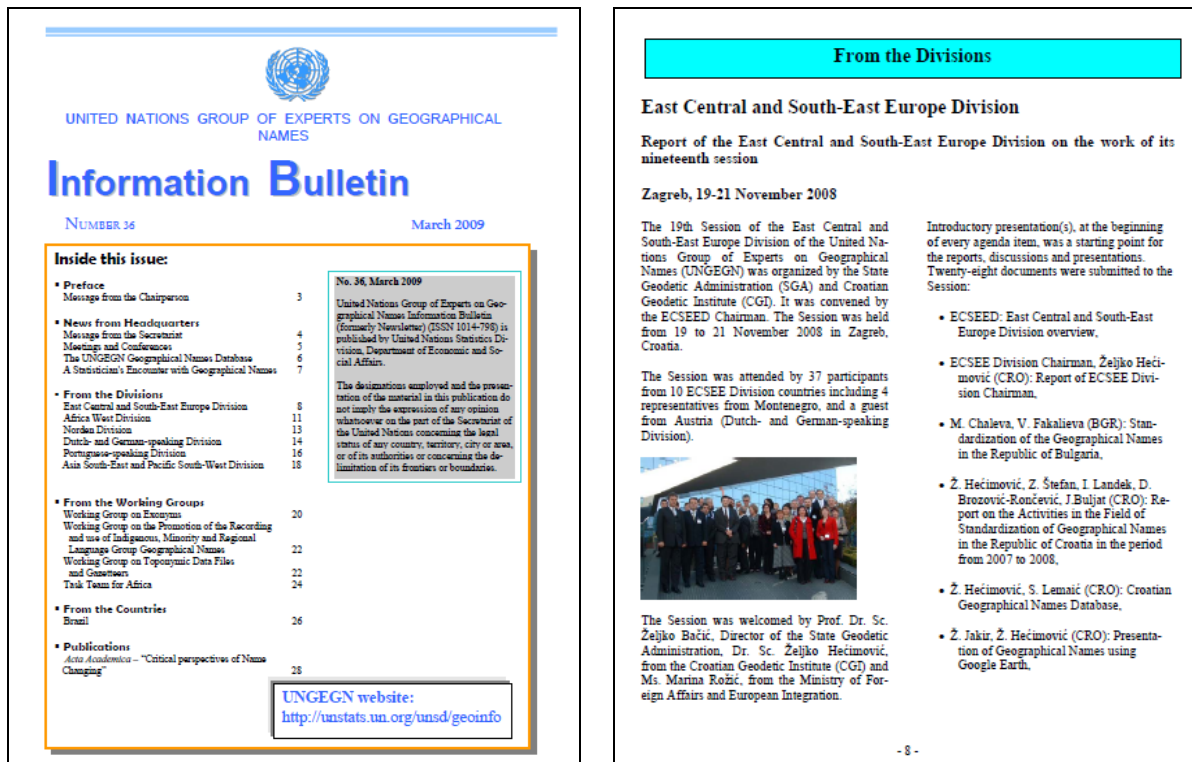 UNITED NATIONS GROUP OF EXPERTS ON GEOGRAPHICAL
NAMES
Information Bulletin
NUMBER 36 March 2009
Inside this issue:
▪ Preface
Message from the Chairperson 3
▪ News from Headquarters
Message from the Secretariat 4
Meetings and Conferences 5
The UNGEGN Geographical Names Database 6
A Statistician's Encounter with Geographical Names 7
▪ From the Divisions
East Central and South-East Europe Division 8
Africa West Division 11
Norden Division 13
Dutch- and German-speaking Division 14
Portuguese-speaking Division 16
Asia South-East and Pacific South-West Division 18
▪ From the Working Groups
Working Group on Exonyms 20
Working Group on the Promotion of the Recording
and use of Indigenous, Minority and Regional
Language Group Geographical Names 22
Working Group on Toponymic Data Files
and Gazetteers 22
Task Team for Africa 24
▪ From the Countries
Brazil 26
▪ Publications
Acta Academica – “Critical perspectives of Name
Changing” 28
No. 36, March 2009
United Nations Group of Experts on Geo-
graphical Names Information Bulletin
(formerly Newsletter) (ISSN 1014-798) is
published by United Nations Statistics Di-
vision, Department of Economic and So-
cial Affairs.
The designations employed and the presen-
tation of the material in this publication do
not imply the expression of any opinion
whatsoever on the part of the Secretariat of
the United Nations concerning the legal
status of any country, territory, city or area,
or of its authorities or concerning the de-
limitation of its frontiers or boundaries.
UNGEGN website:
http://unstats.un.org/unsd/geoinfo
From the Divisions
East Central and South-East Europe Division
Report of the East Central and South-East Europe Division on the work of its
nineteenth session
Zagreb, 19-21 November 2008
The 19th Session of the East Central and
South-East Europe Division of the United Na-
tions Group of Experts on Geographical
Names (UNGEGN) was organized by the State
Geodetic Administration (SGA) and Croatian
Geodetic Institute (CGI). It was convened by
the ECSEED Chairman. The Session was held
from 19 to 21 November 2008 in Zagreb,
Croatia.
The Session was attended by 37 participants
from 10 ECSEE Division countries including 4
representatives from Montenegro, and a guest
from Austria (Dutch- and German-speaking
Division).
The Session was welcomed by Prof. Dr. Sc.
Željko Bačić, Director of the State Geodetic
Administration, Dr. Sc. Željko Hećimović,
from the Croatian Geodetic Institute (CGI) and
Ms. Marina Rožić, from the Ministry of For-
eign Affairs and European Integration.
Introductory presentation(s), at the beginning
of every agenda item, was a starting point for
the reports, discussions and presentations.
Twenty-eight documents were submitted to the
Session:
• ECSEED: East Central and South-East
Europe Division overview,
• ECSEE Division Chairman, Željko Heći-
mović (CRO): Report of ECSEE Divi-
sion Chairman,
• M. Chaleva, V. Fakalieva (BGR): Stan-
dardization of the Geographical Names
in the Republic of Bulgaria,
• Ž. Hećimović, Z. Štefan, I. Landek, D.
Brozović-Rončević, J.Buljat (CRO): Re-
port on the Activities in the Field of
Standardization of Geographical Names
in the Republic of Croatia in the period
from 2007 to 2008,
• Ž. Hećimović, S. Lemaić (CRO): Croatian
Geographical Names Database,
• Ž. Jakir, Ž. Hećimović (CRO): Presenta-
tion of Geographical Names using
Google Earth,
- 8 -